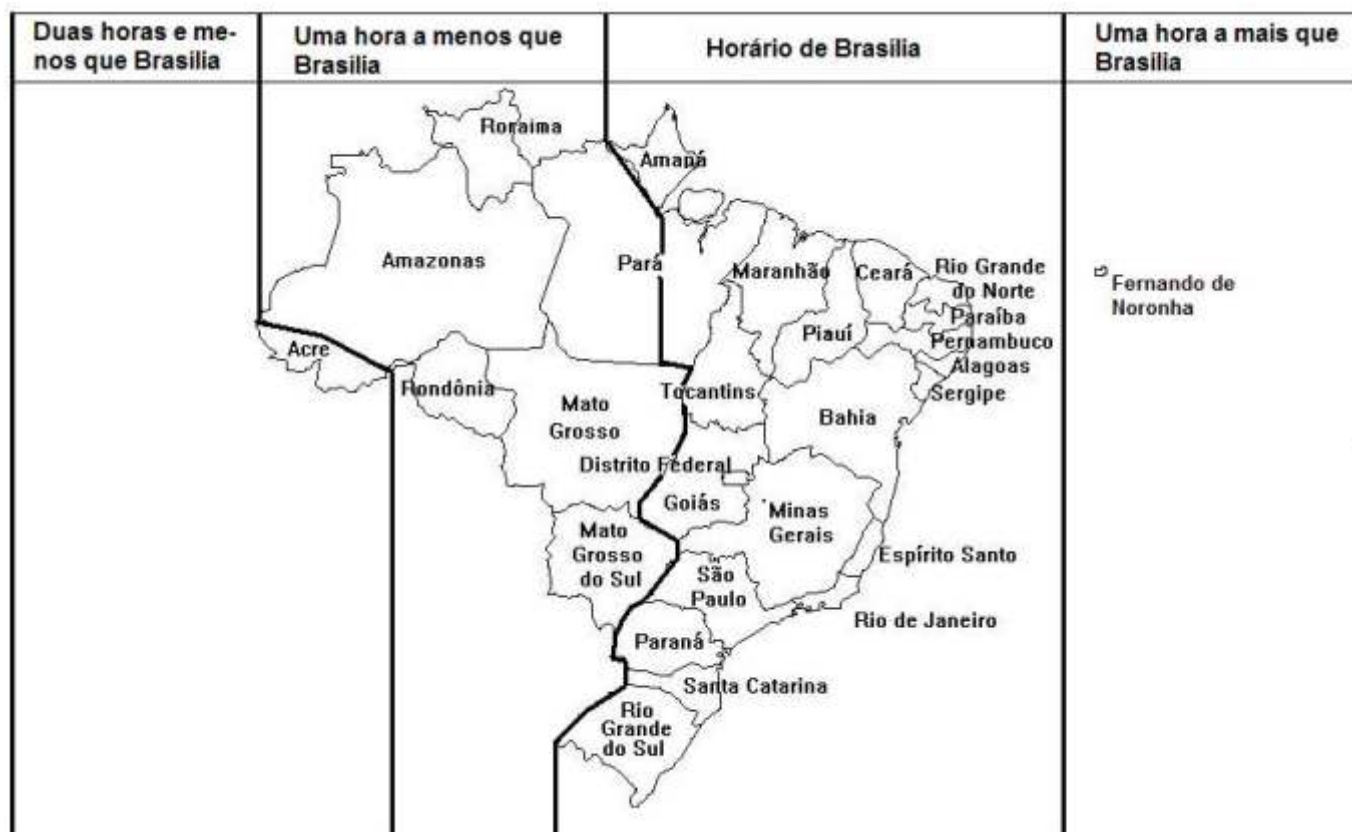 Duas horas e me-
nos que Brasília
Uma hora a menos que
Brasília
Horário de Brasília
Uma hora a mais que
Brasília
Roraima
Amapá
Amazonas
Pará
Maranhão
Ceará
Rio Grande
do Norte
Paraíba
Piauí
Pernambuco
Alagoas
Sergipe
Fernando de
Noronha
Acre
Rondônia
Tocantins
Mato
Grosso
Bahia
Distrito Federal
Goiás
Minas
Gerais
Mato
Grosso
do Sul
Espírito Santo
São
Paulo
Rio de Janeiro
Paraná
Santa Catarina
Rio
Grande
do Sul